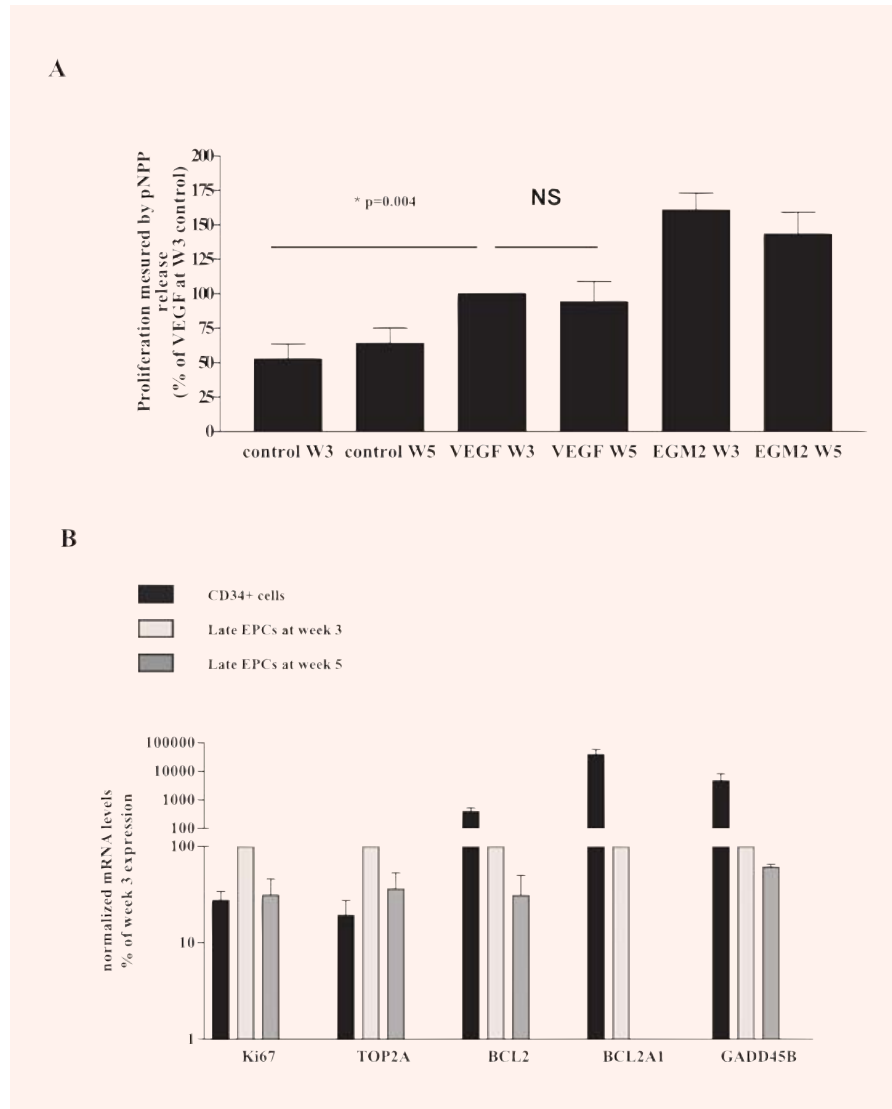 A
Proliferation mesured by pNPP
release
(% of VEGF at W3 control)
200
175
150
125
100
75
50
25
0
* p=0.004
NS
control W3 control W5 VEGF W3 VEGF W5 EGM2 W3 EGM2 W5
B
CD34+ cells
Late EPCs at week 3
Late EPCs at week 5
normalized mRNA levels
% of week 3 expression
100000
10000
1000
100
100
10
1
Ki67 TOP2A BCL2 BCL2A1 GADD45B